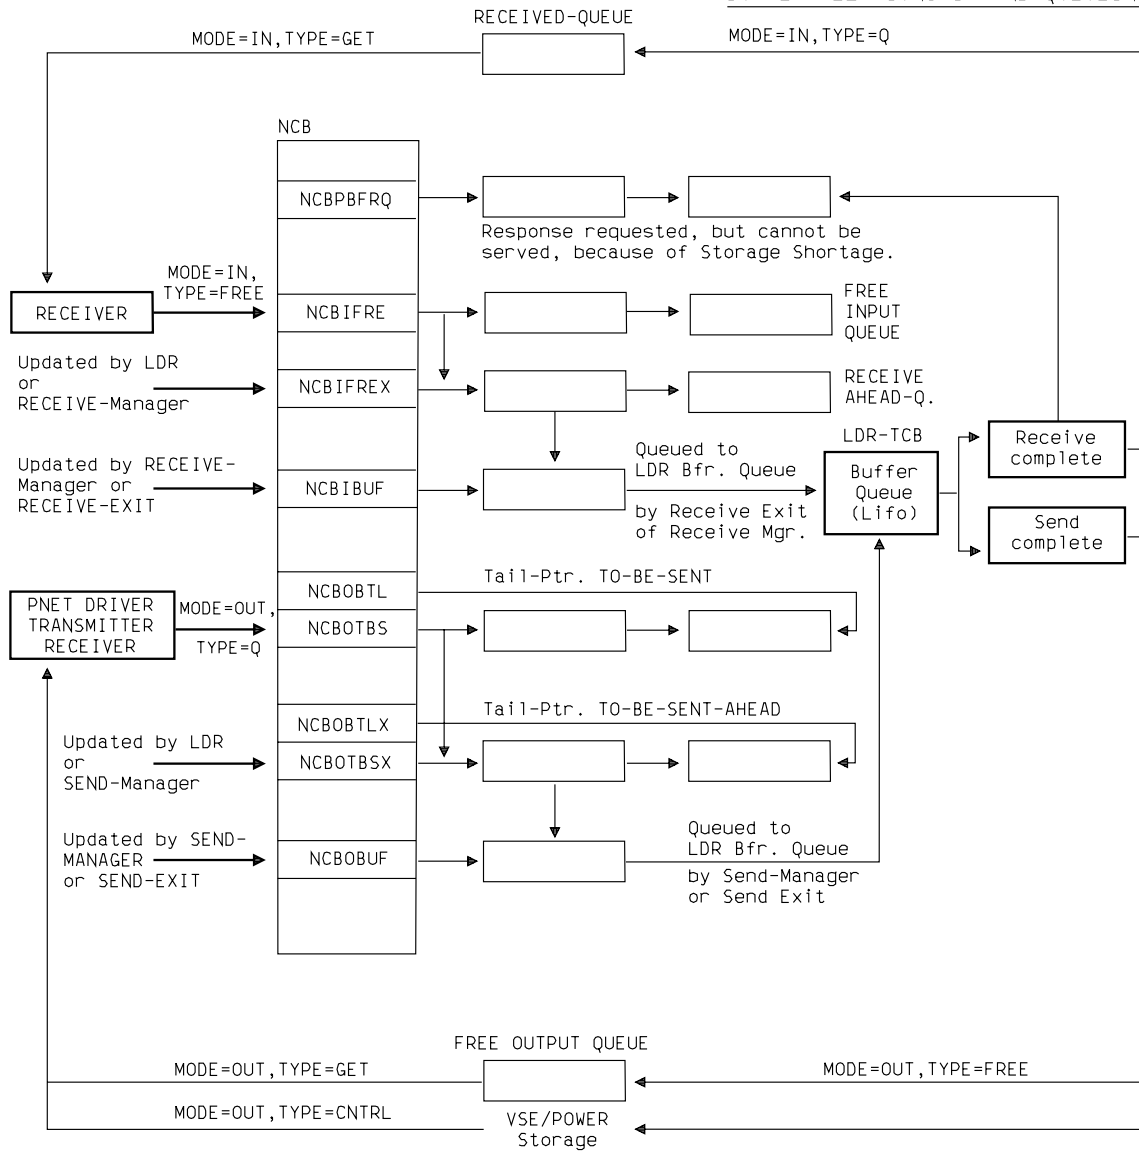 RECEIVED-QUEUE
MODE=IN,TYPE=GET
MODE=IN,TYPE=Q
NCB
NCBPBFRQ
Response requested, but cannot be
served, because of Storage Shortage.
MODE=IN,
TYPE=FREE
RECEIVER
NCBIFRE
FREE
INPUT
QUEUE
Updated by LDR
or
RECEIVE-Manager
NCBIFREX
RECEIVE
AHEAD-Q.
Updated by RECEIVE-
Manager or
RECEIVE-EXIT
NCBIBUF
Queued to
LDR Bfr. Queue
by Receive Exit
of Receive Mgr.
LDR-TCB
Buffer
Queue
(Lifo)
Receive
complete
Send
complete
PNET DRIVER
TRANSMITTER
RECEIVER
MODE=OUT,
TYPE=Q
NCBOBTL
Tail-Ptr. TO-BE-SENT
NCBOTBS
NCBOBTLX
Tail-Ptr. TO-BE-SENT-AHEAD
Updated by LDR
or
SEND-Manager
NCBOTBSX
Updated by SEND-
MANAGER
or SEND-EXIT
NCBOBUF
Queued to
LDR Bfr. Queue
by Send-Manager
or Send Exit
FREE OUTPUT QUEUE
MODE=OUT,TYPE=GET
MODE=OUT,TYPE=FREE
MODE=OUT,TYPE=CNTRL
VSE/POWER
Storage